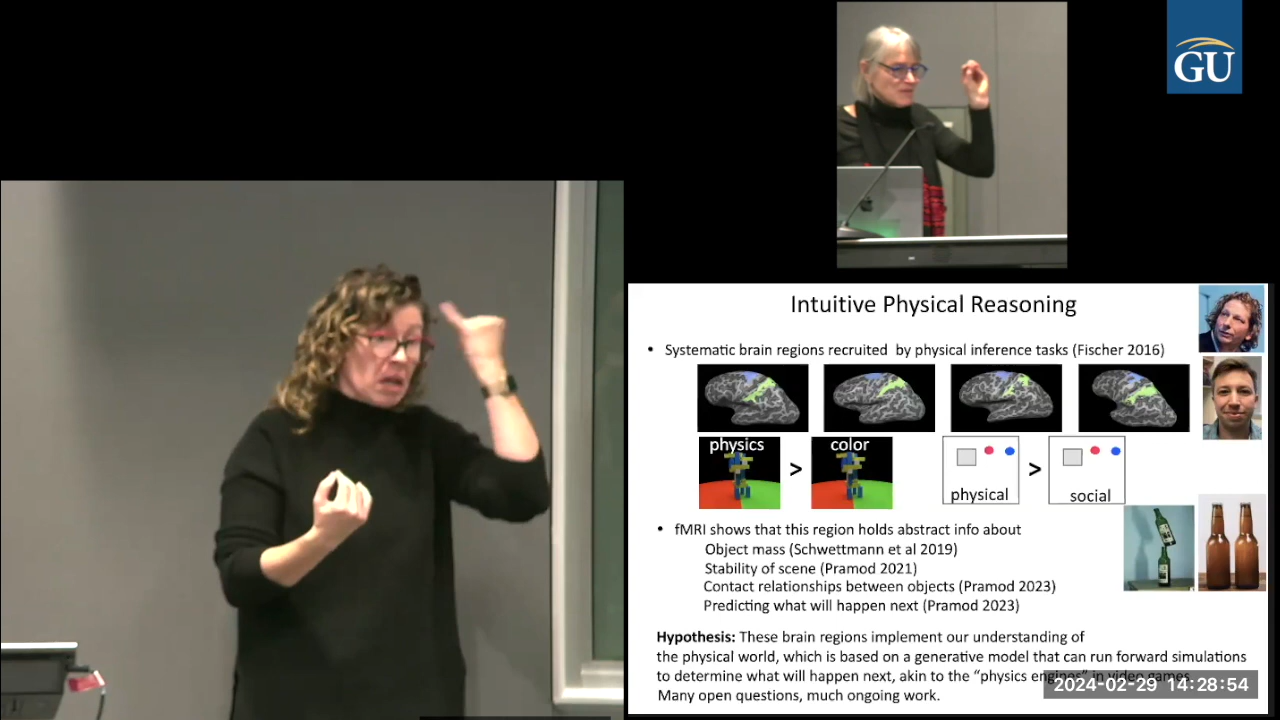 GU
Intuitive Physical Reasoning
• Systematic brain regions recruited by physical inference tasks (Fischer 2016)
physics > color
physical > social
• fMRI shows that this region holds abstract info about
Object mass (Schwettmann et al 2019)
Stability of scene (Pramod 2021)
Contact relationships between objects (Pramod 2023)
Predicting what will happen next (Pramod 2023)
Hypothesis: These brain regions implement our understanding of
the physical world, which is based on a generative model that can run forward simulations
to determine what will happen next, akin to the “physics engines” in video games.
Many open questions, much ongoing work.
2024-02-29 14:28:54